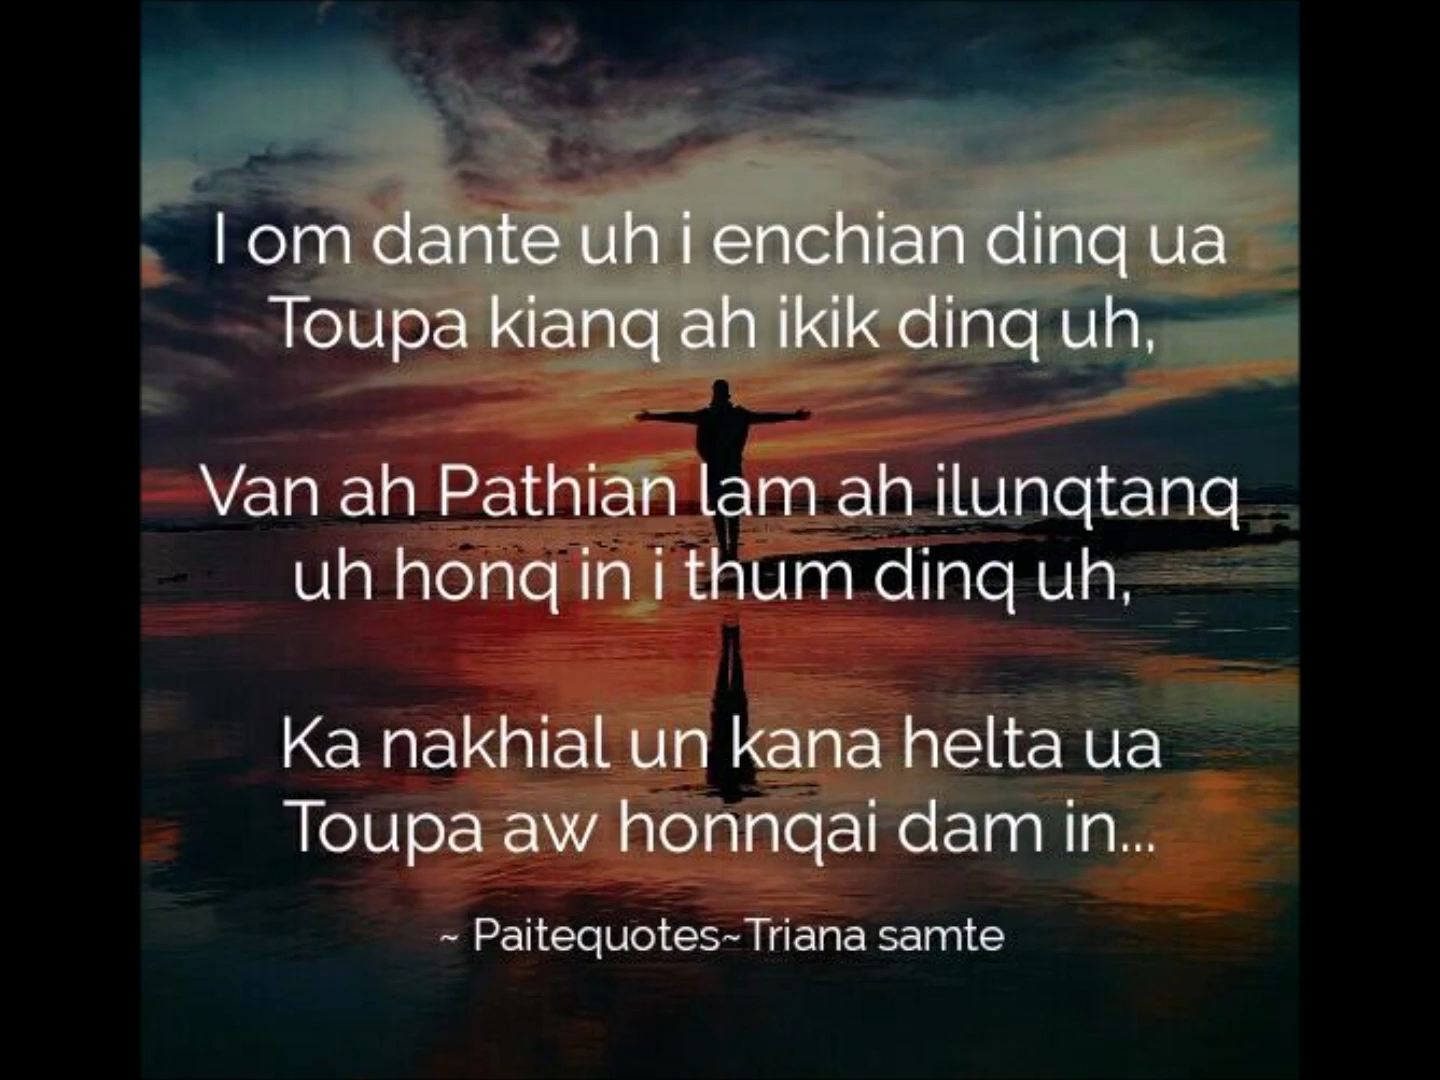 I om dante uh i enchian dinq ua
Toupa kianq ah ikik dinq uh,
Van ah Pathian lam ah ilunqtanq
uh honq in i thum dinq uh,
Ka nakhial un kana helta ua
Toupa aw honnqai dam in...
~ Paitequotes~Triana samte